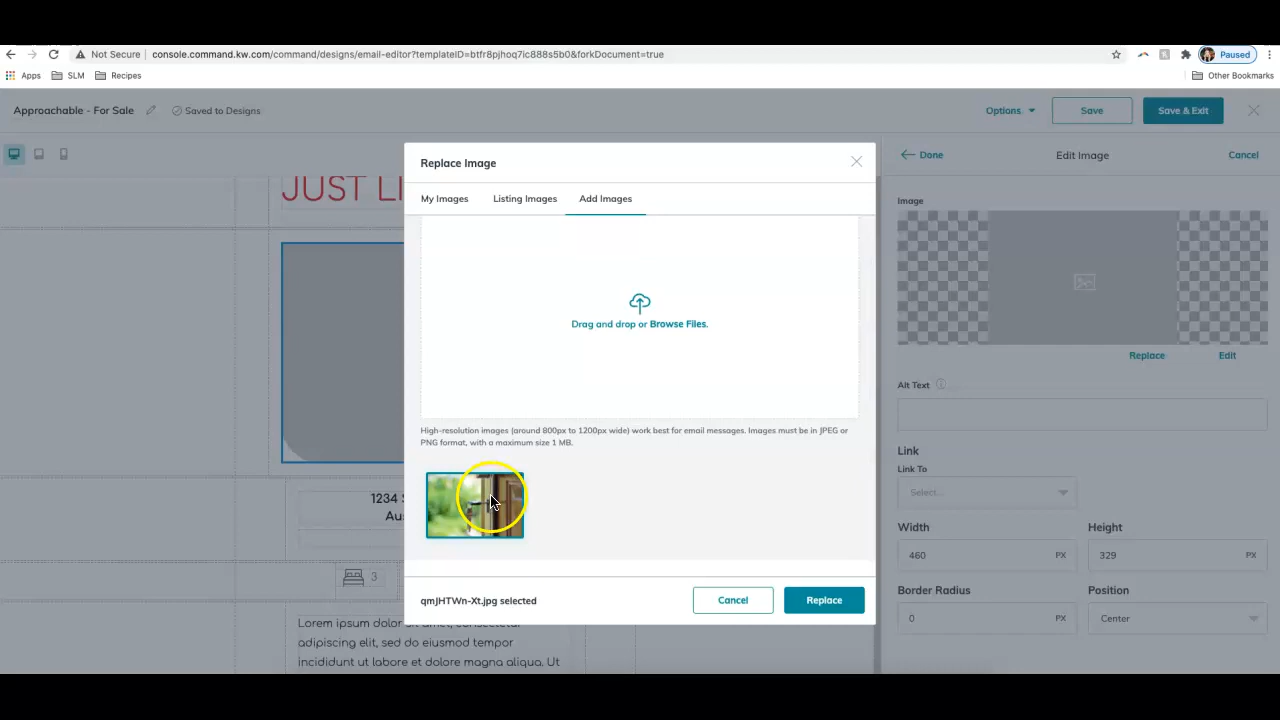 Not Secure console.command.kw.com/command/designs/email-editor?templateID=btfr8pjhoq7ic888s5b0&forkDocument=true Paused
Apps SLM Recipes Other Bookmarks
Approachable - For Sale Saved to Designs Options Save Save & Exit
Replace Image
Done Edit Image Cancel
My Images Listing Images Add Images
JUST LI
Image
Drag and drop or Browse Files.
Replace Edit
Alt Text
High-resolution images (around 800px to 1200px wide) work best for email messages. Images must be in JPEG or
PNG format, with a maximum size 1 MB.
Link
Link To
Select...
1234 S
Au
Width Height
460 PX 329 PX
3
Border Radius Position
qmJHTWn-Xt.jpg selected Cancel Replace
0 PX Center
Lorem ipsum dolor sit amet, consectetur
adipiscing elit, sed do eiusmod tempor
incididunt ut labore et dolore magna aliqua. Ut